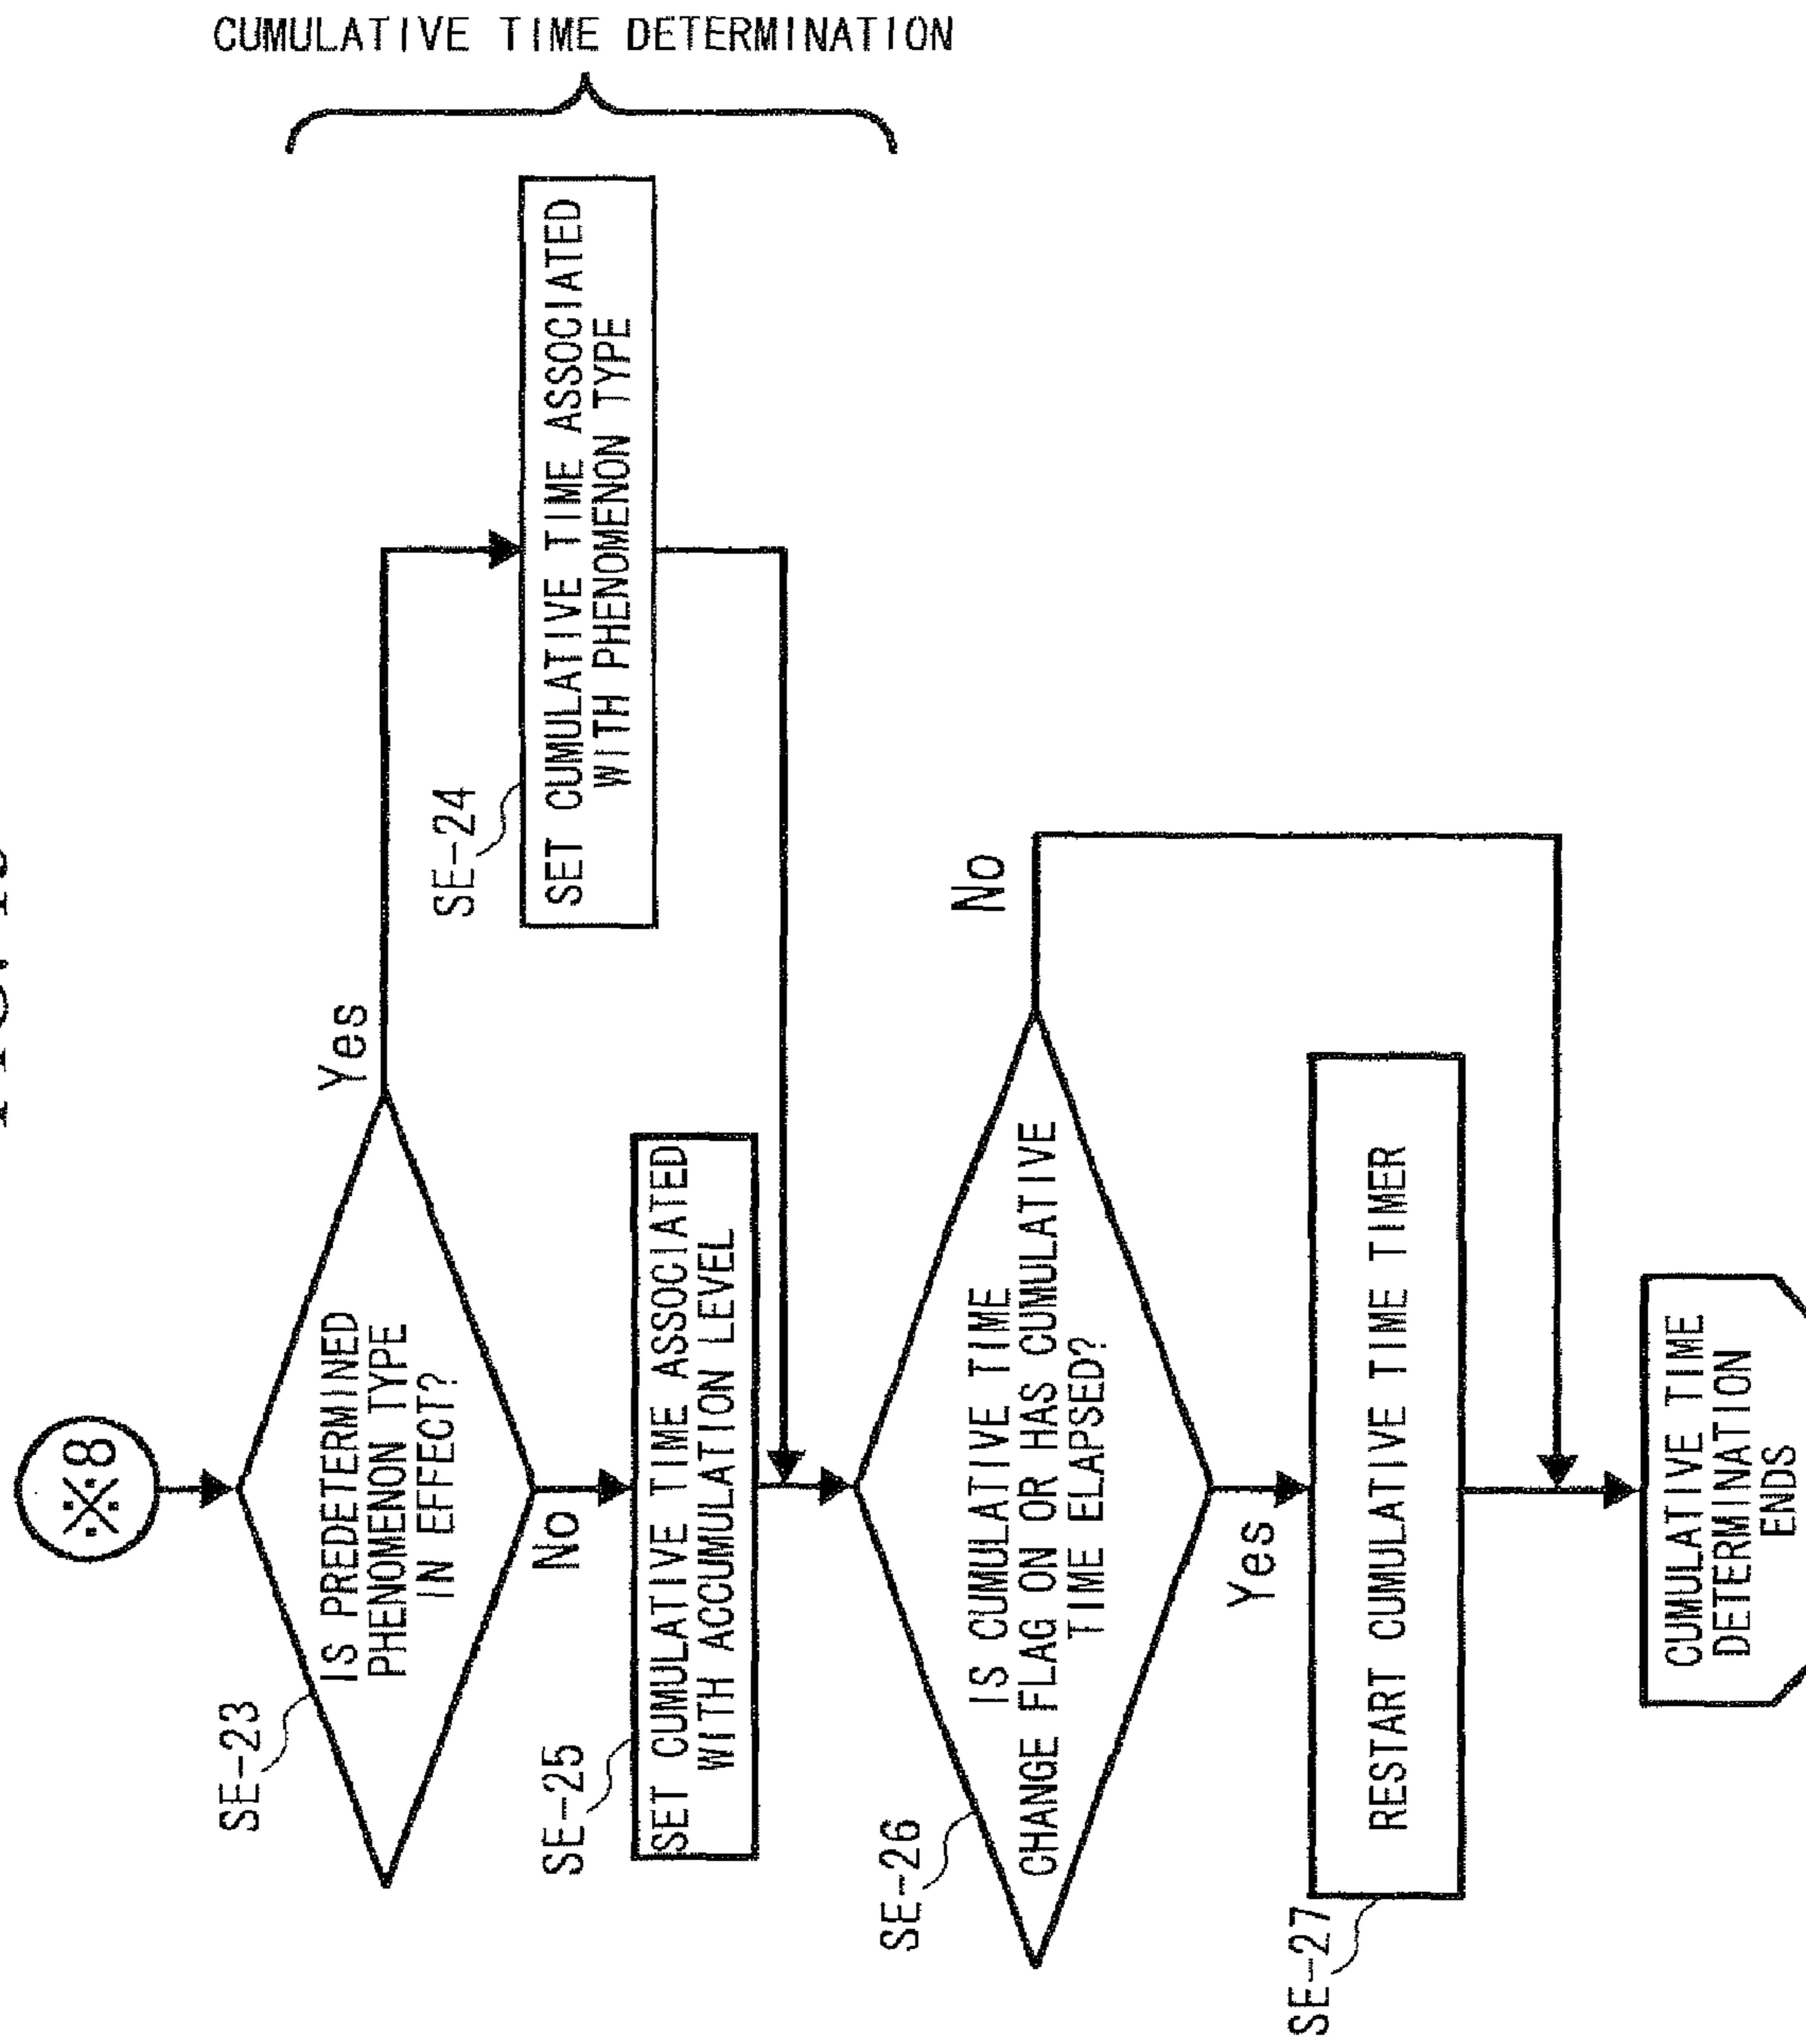 CUMULATIVE TIME DETERMINATION
※8
SE-23
IS PREDETERMINED
PHENOMENON TYPE
IN EFFECT?
Yes
No
SE-24
SET CUMULATIVE TIME ASSOCIATED
WITH PHENOMENON TYPE
SE-25
SET CUMULATIVE TIME ASSOCIATED
WITH ACCUMULATION LEVEL
SE-26
IS CUMULATIVE TIME
CHANGE FLAG ON OR HAS CUMULATIVE
TIME ELAPSED?
No
Yes
SE-27
RESTART CUMULATIVE TIME TIMER
CUMULATIVE TIME
DETERMINATION
ENDS